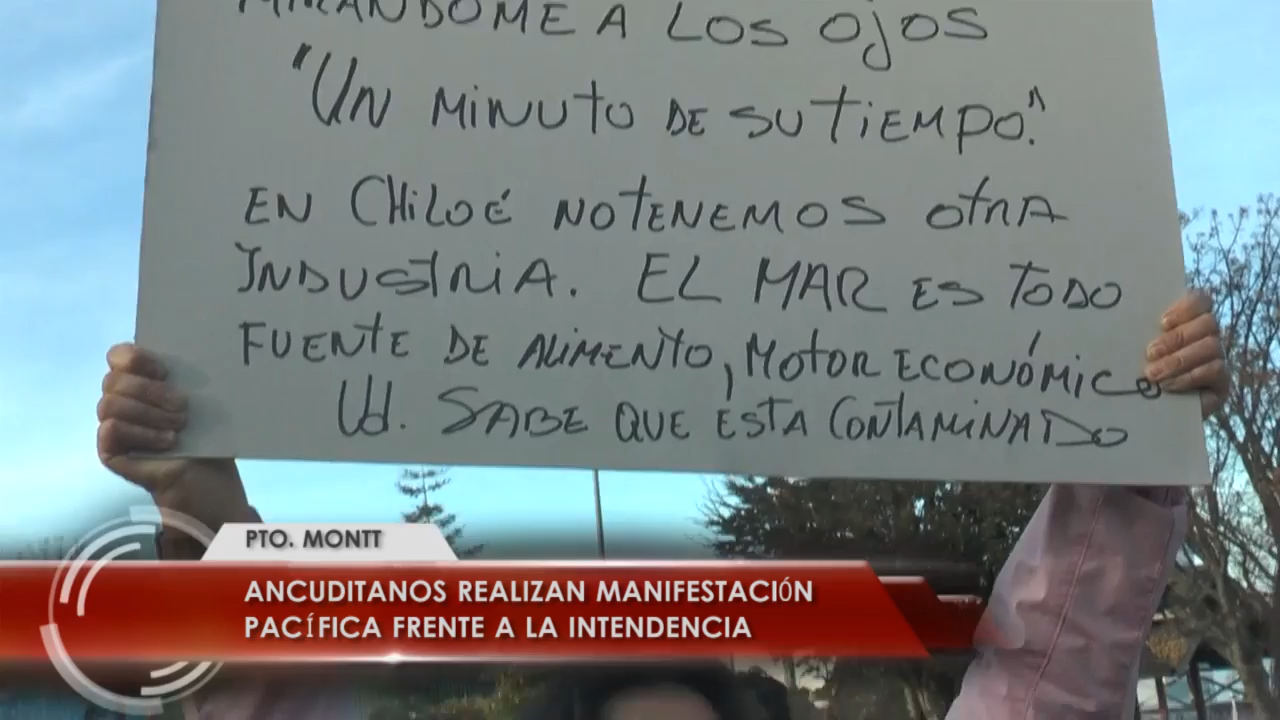 MIRÁNDOME A LOS OJOS
"UN MINUTO DE SU TIEMPO."
EN CHILOÉ NO TENEMOS OTRA
INDUSTRIA. EL MAR ES TODO
FUENTE DE ALIMENTO, MOTOR ECONÓMICO
Ud. SABE QUE ESTA CONTAMINADO
PTO. MONTT
ANCUDITANOS REALIZAN MANIFESTACIÓN
PACÍFICA FRENTE A LA INTENDENCIA